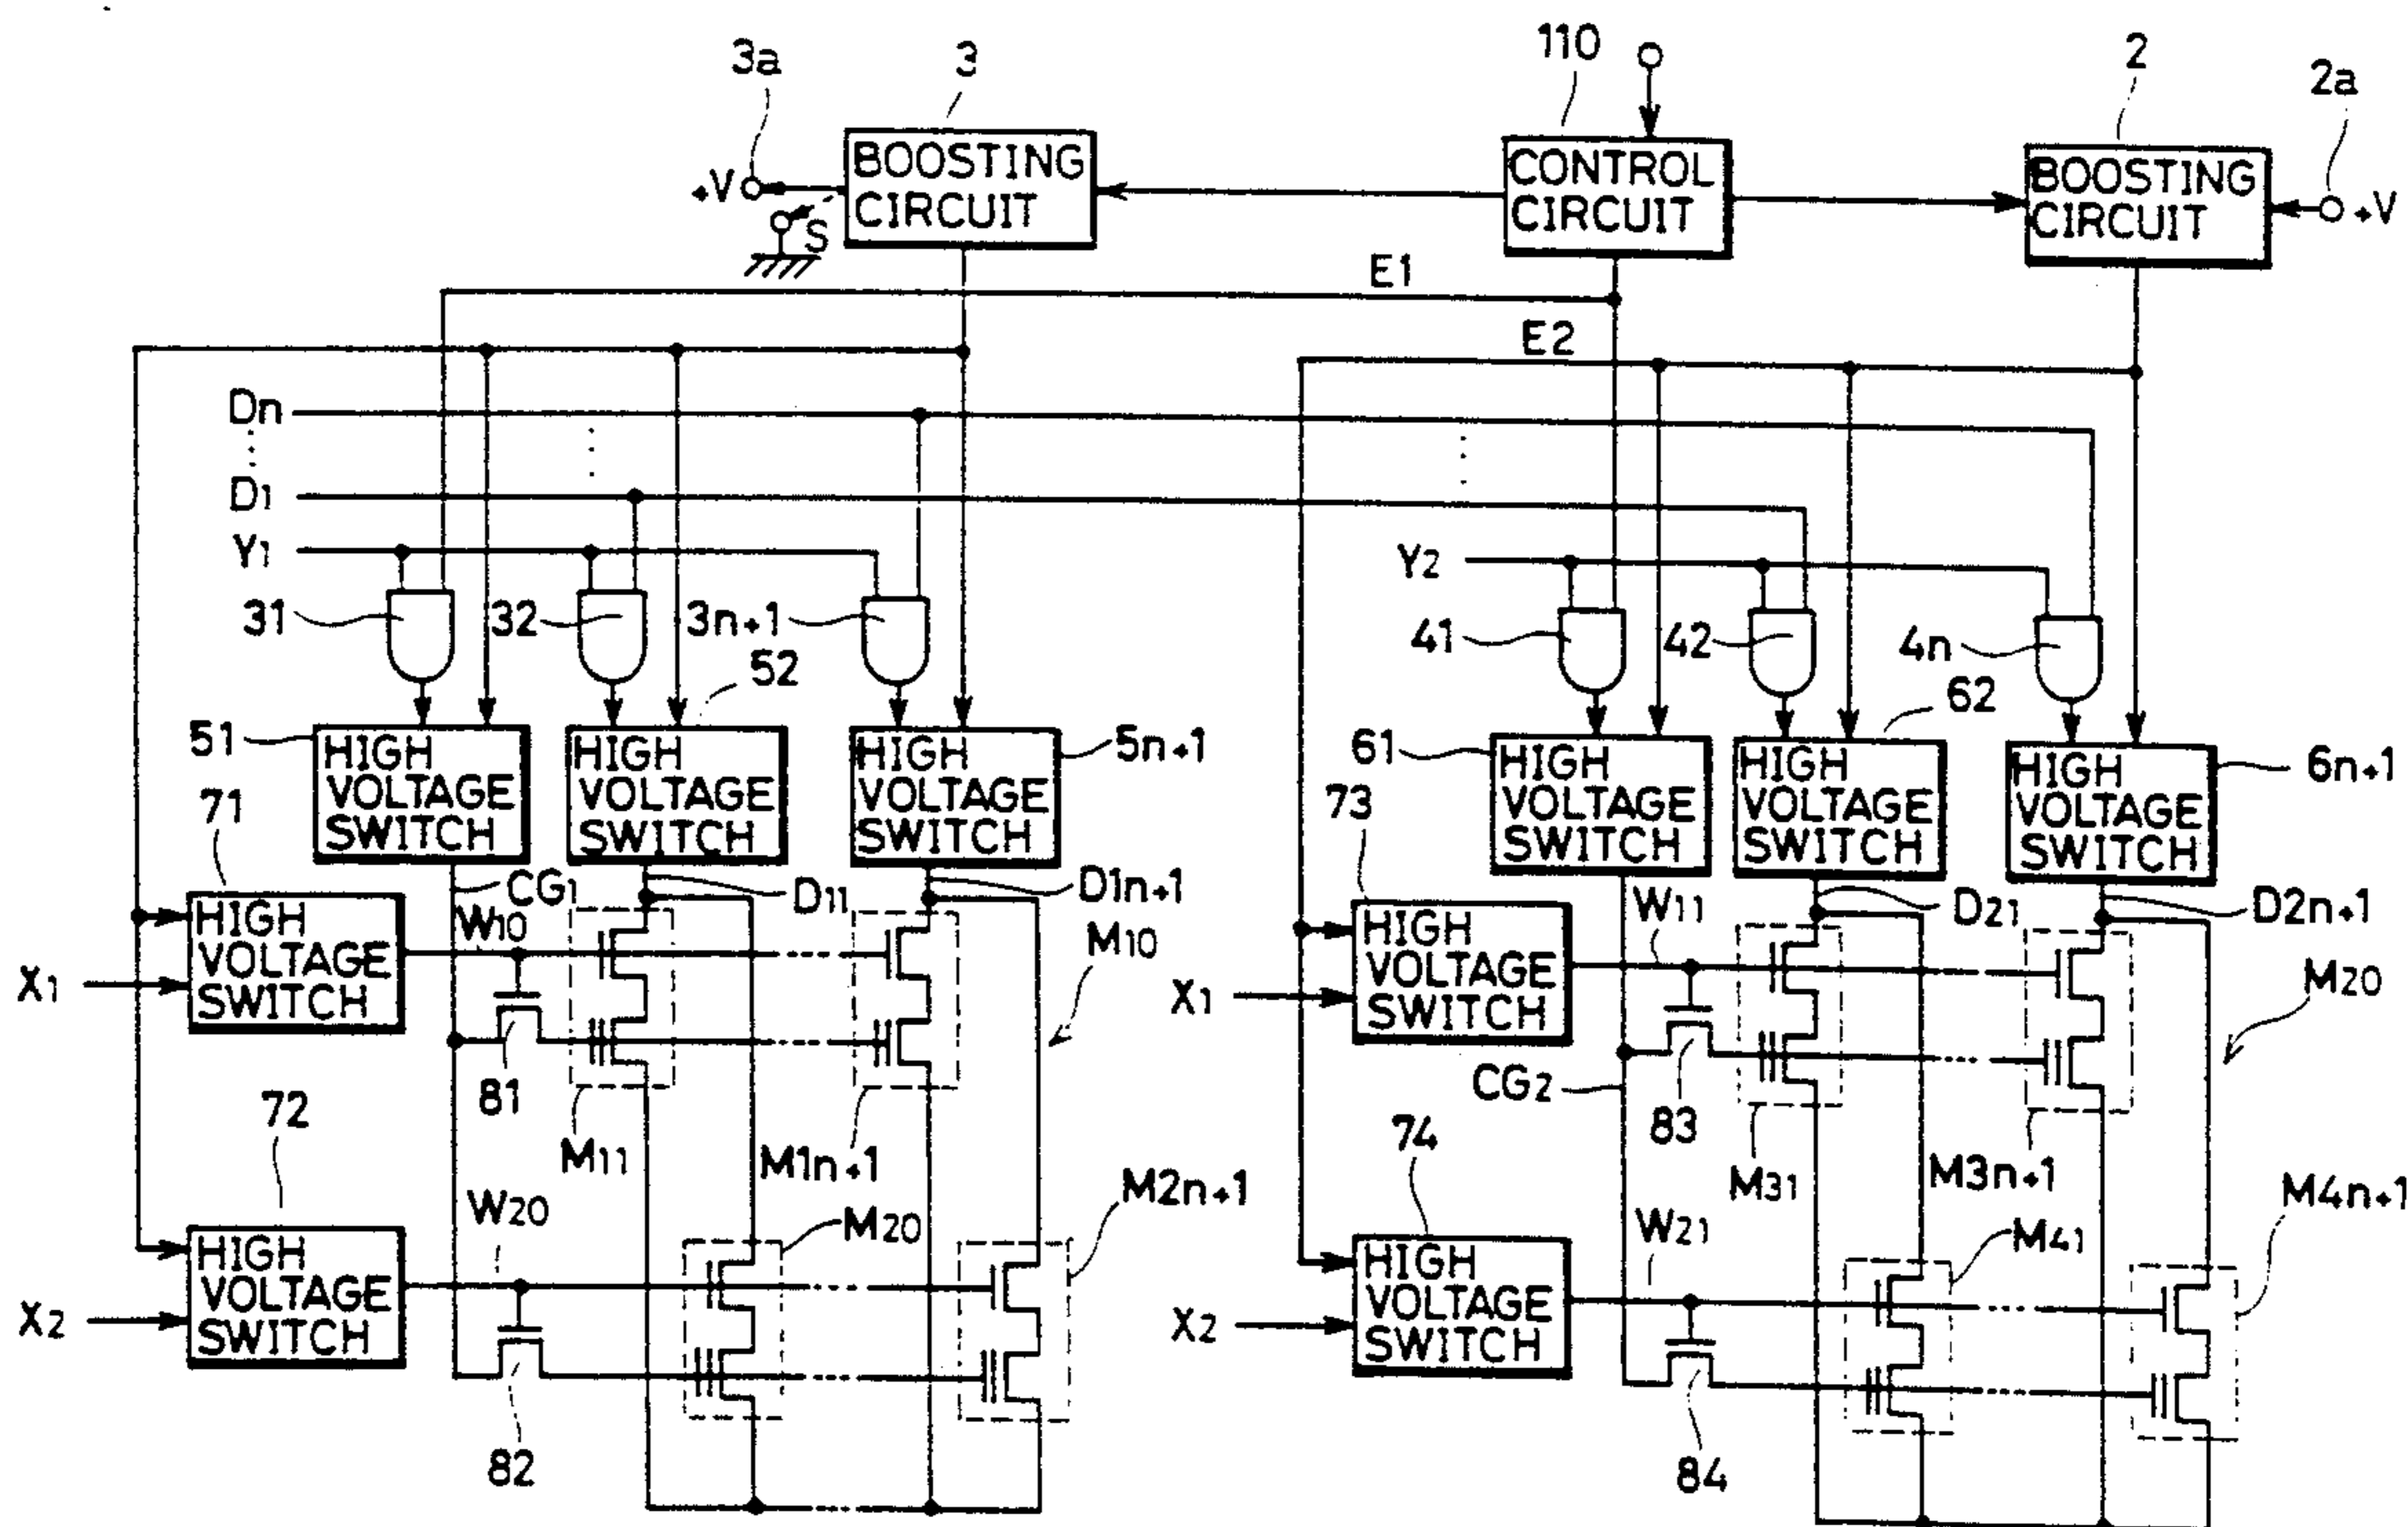 3a
3
110
2
2a
+V
BOOSTING
CIRCUIT
CONTROL
CIRCUIT
BOOSTING
CIRCUIT
+V
S
E1
E2
Dn
D1
Y1
Y2
31
32
3n+1
52
41
42
4n
62
51
HIGH
VOLTAGE
SWITCH
HIGH
VOLTAGE
SWITCH
HIGH
VOLTAGE
SWITCH
5n+1
61
HIGH
VOLTAGE
SWITCH
HIGH
VOLTAGE
SWITCH
HIGH
VOLTAGE
SWITCH
6n+1
71
73
CG1
D11
D1n+1
W10
M10
W11
D21
D2n+1
M20
HIGH
VOLTAGE
SWITCH
X1
HIGH
VOLTAGE
SWITCH
X1
81
M11
M1n+1
CG2
83
M31
M3n+1
72
74
W20
M20
M2n+1
W21
M41
M4n+1
HIGH
VOLTAGE
SWITCH
X2
HIGH
VOLTAGE
SWITCH
X2
82
84